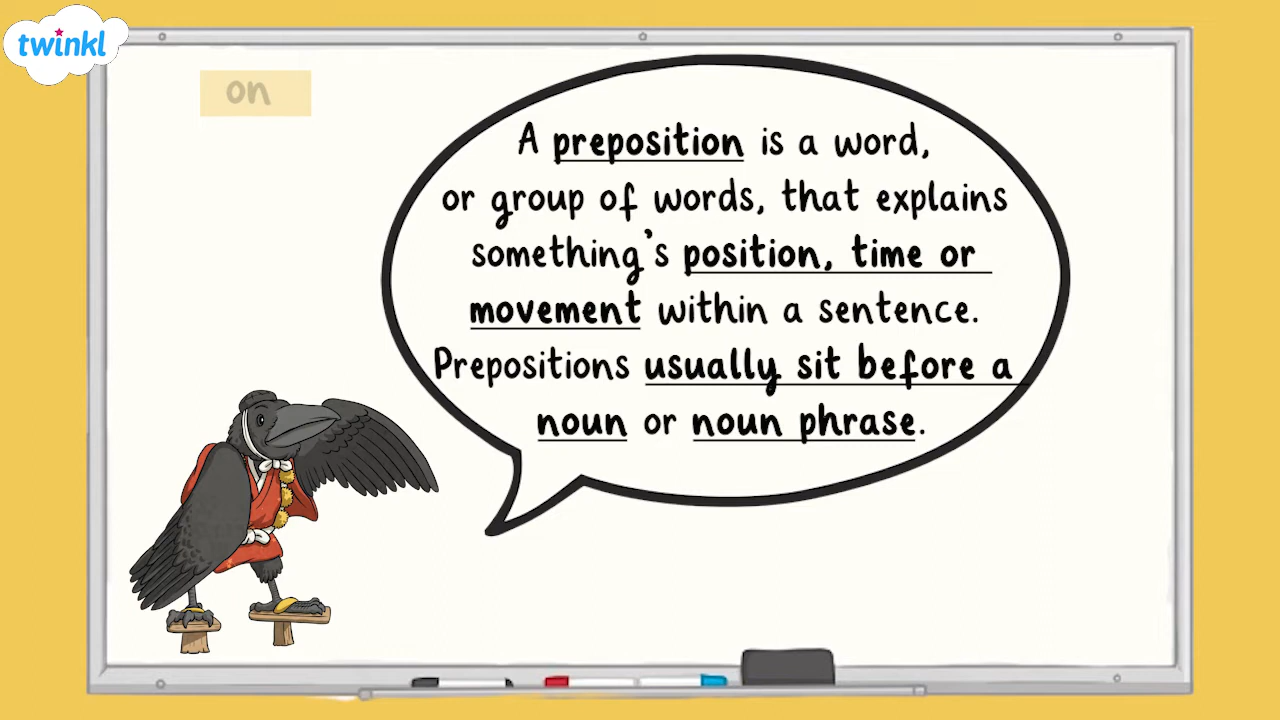 twinkl
on
A preposition is a word,
or group of words, that explains
something's position, time or
movement within a sentence.
Prepositions usually sit before a
noun or noun phrase.